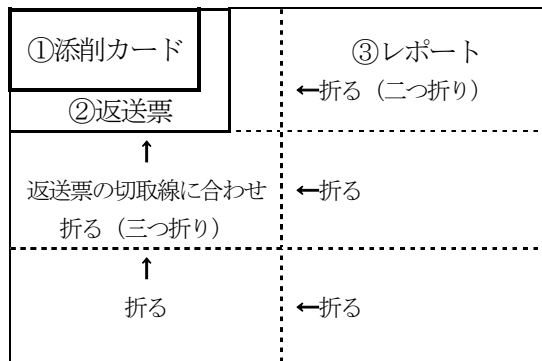 ①添削カード
②返送票
③レポート
←折る（二つ折り）
↑
返送票の切取線に合わせ
折る（三つ折り）
←折る
↑
折る
←折る